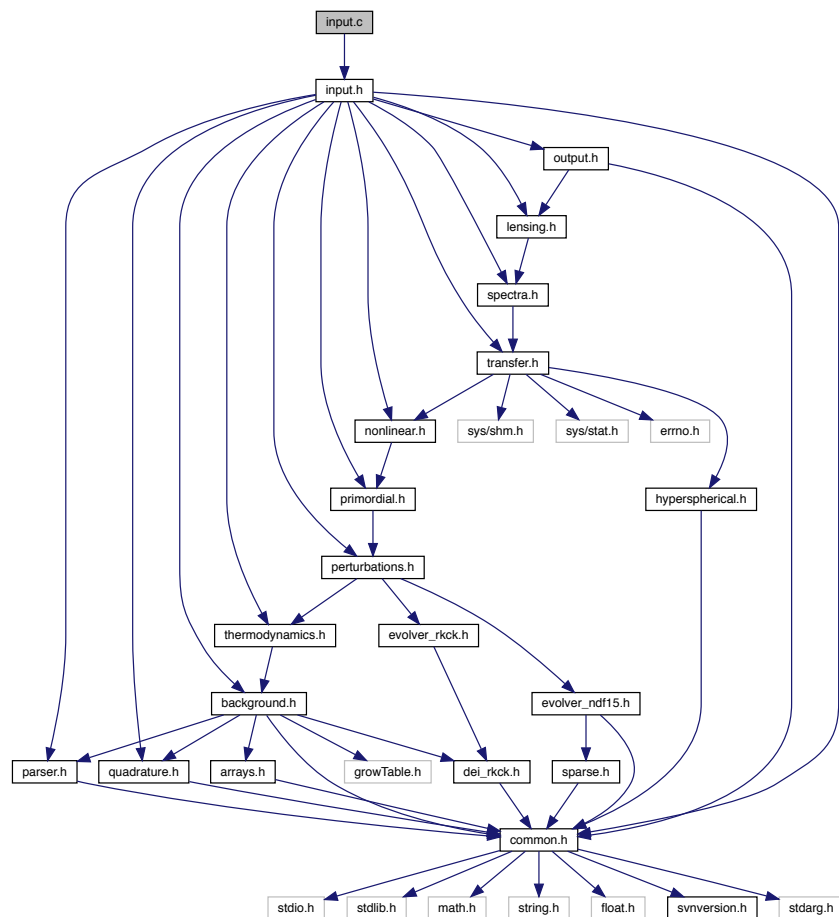 input.c
input.h
output.h
lensing.h
spectra.h
transfer.h
nonlinear.h
sys/shm.h
sys/stat.h
errno.h
primordial.h
hyperspherical.h
perturbations.h
thermodynamics.h
evolver_rkck.h
background.h
evolver_ndf15.h
parser.h
quadrature.h
arrays.h
growTable.h
dei_rkck.h
sparse.h
common.h
stdio.h
stdlib.h
math.h
string.h
float.h
svnversion.h
stdarg.h